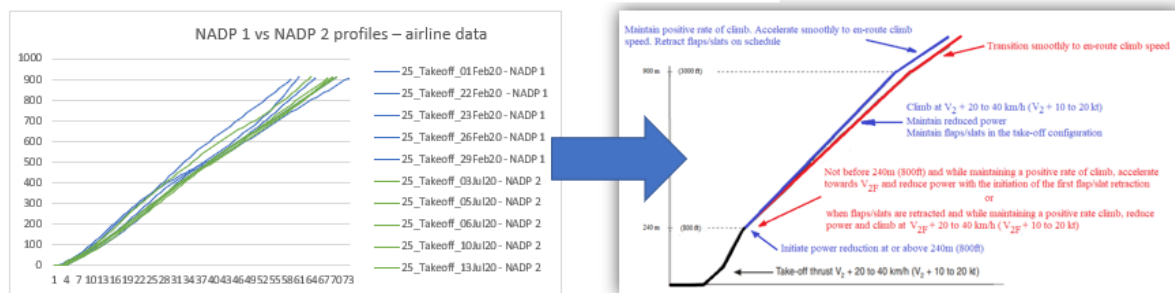 NADP 1 vs NADP 2 profiles – airline data
1000
900
800
700
600
500
400
300
200
100
0
1 4 7 10 13 16 19 22 25 28 31 34 37 40 43 46 49 52 55 58 61 64 67 70 73
25_Takeoff_01Feb20 - NADP 1
25_Takeoff_22Feb20 - NADP 1
25_Takeoff_23Feb20 - NADP 1
25_Takeoff_26Feb20 - NADP 1
25_Takeoff_29Feb20 - NADP 1
25_Takeoff_03Jul20 - NADP 2
25_Takeoff_05Jul20 - NADP 2
25_Takeoff_06Jul20 - NADP 2
25_Takeoff_10Jul20 - NADP 2
25_Takeoff_13Jul20 - NADP 2
Maintain positive rate of climb. Accelerate smoothly to en-route climb
speed. Retract flaps/slats on schedule
Transition smoothly to en-route climb speed
900 m (3000 ft)
Climb at V2 + 20 to 40 km/h (V2 + 10 to 20 kt)
Maintain reduced power
Maintain flaps/slats in the take-off configuration
Not before 240m (800ft) and while maintaining a positive rate of climb, accelerate
towards V2F and reduce power with the initiation of the first flap/slat retraction
or
when flaps/slats are retracted and while maintaining a positive rate climb, reduce
power and climb at V2F + 20 to 40 km/h (V2F + 10 to 20 kt)
240 m (800 ft)
Initiate power reduction at or above 240m (800ft)
Take-off thrust V2 + 20 to 40 km/h (V2 + 10 to 20 kt)